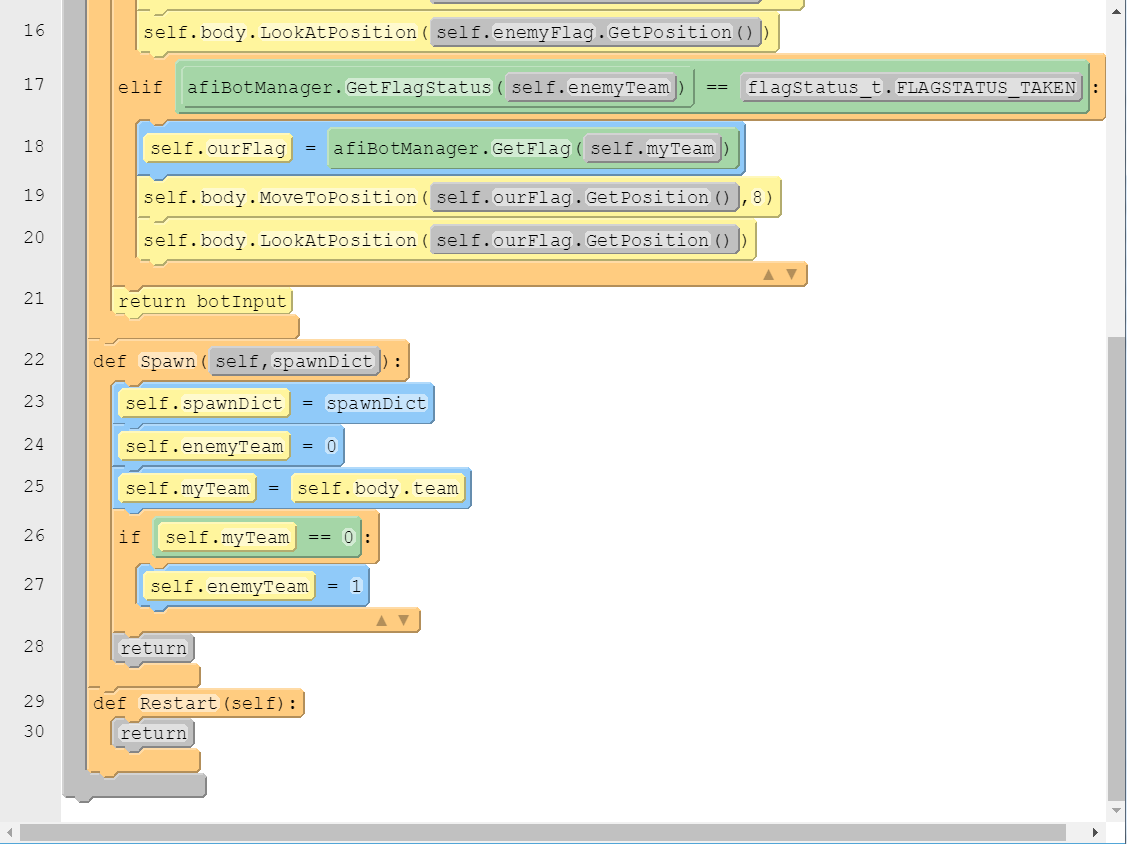 16 self.body.LookAtPosition(self.enemyFlag.GetPosition())
17 elif afiBotManager.GetFlagStatus(self.enemyTeam) == flagStatus_t.FLAGSTATUS_TAKEN:
18 self.ourFlag = afiBotManager.GetFlag(self.myTeam)
19 self.body.MoveToPosition(self.ourFlag.GetPosition(),8)
20 self.body.LookAtPosition(self.ourFlag.GetPosition())
21 return botInput
22 def Spawn(self,spawnDict):
23 self.spawnDict = spawnDict
24 self.enemyTeam = 0
25 self.myTeam = self.body.team
26 if self.myTeam == 0:
27 self.enemyTeam = 1
28 return
29 def Restart(self):
30 return